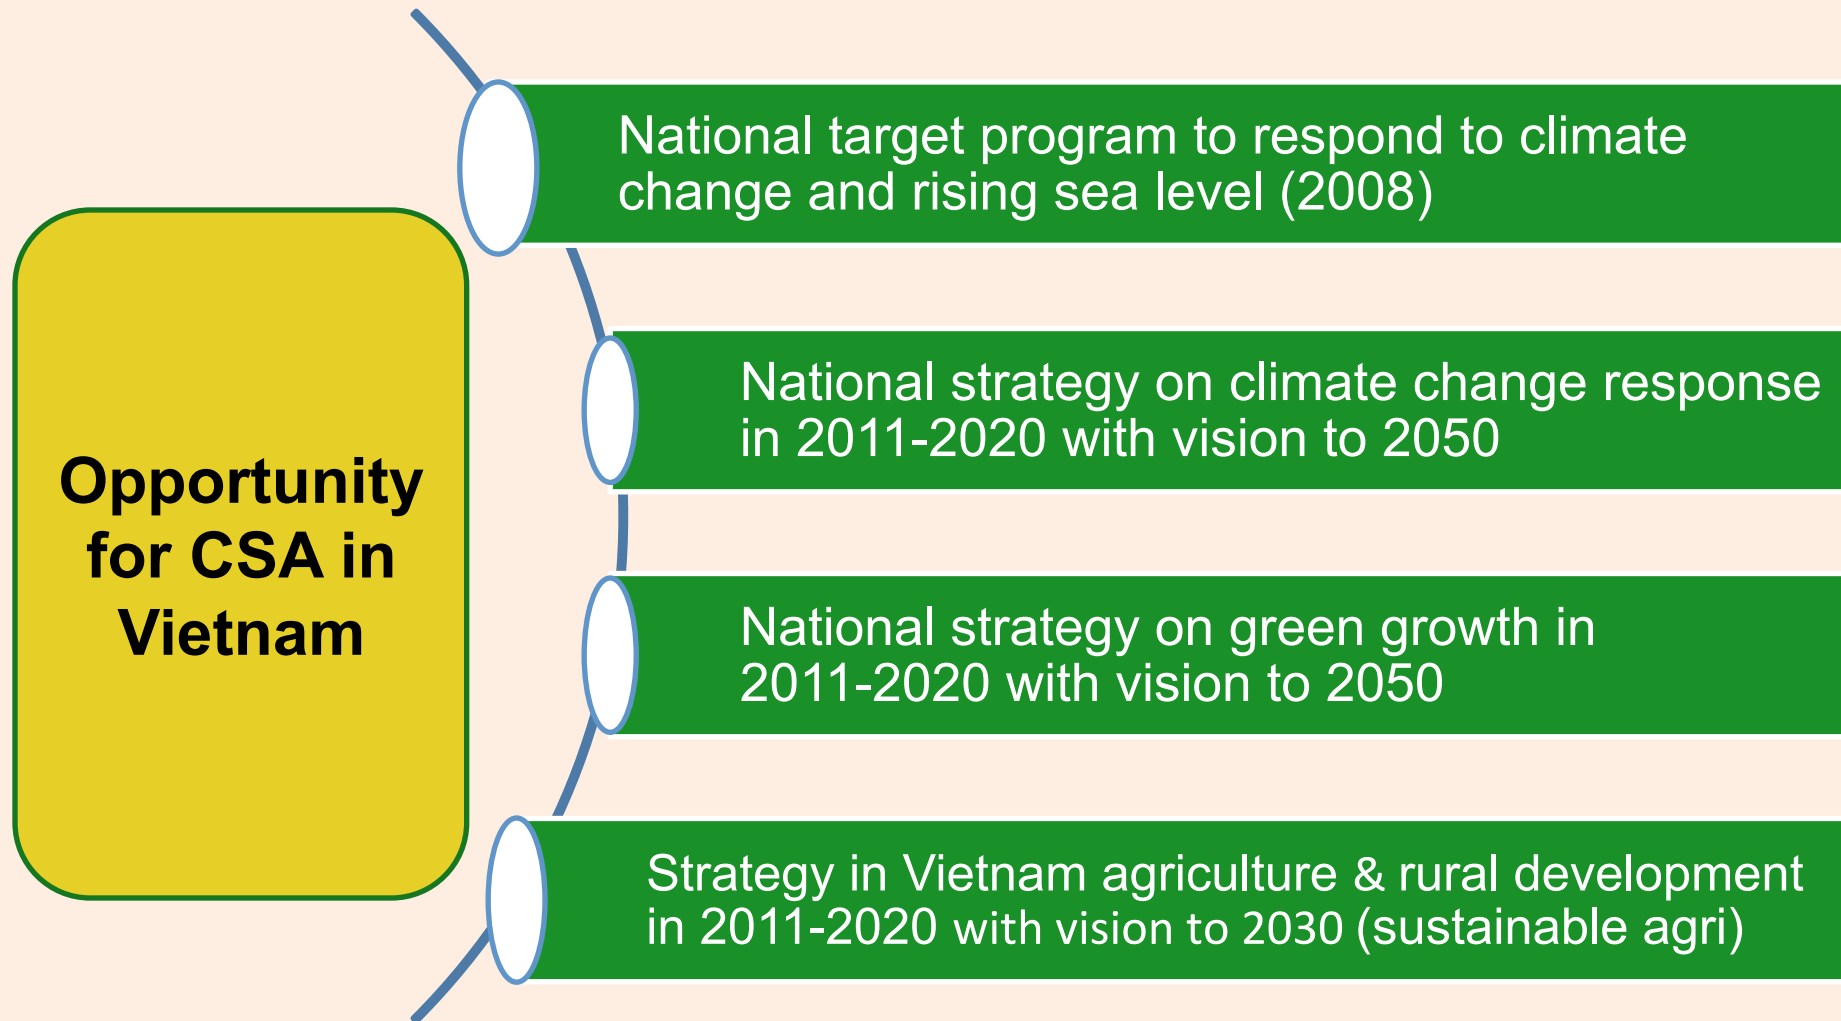 Opportunity
for CSA in
Vietnam
National target program to respond to climate
change and rising sea level (2008)
National strategy on climate change response
in 2011-2020 with vision to 2050
National strategy on green growth in
2011-2020 with vision to 2050
Strategy in Vietnam agriculture & rural development
in 2011-2020 with vision to 2030 (sustainable agri)